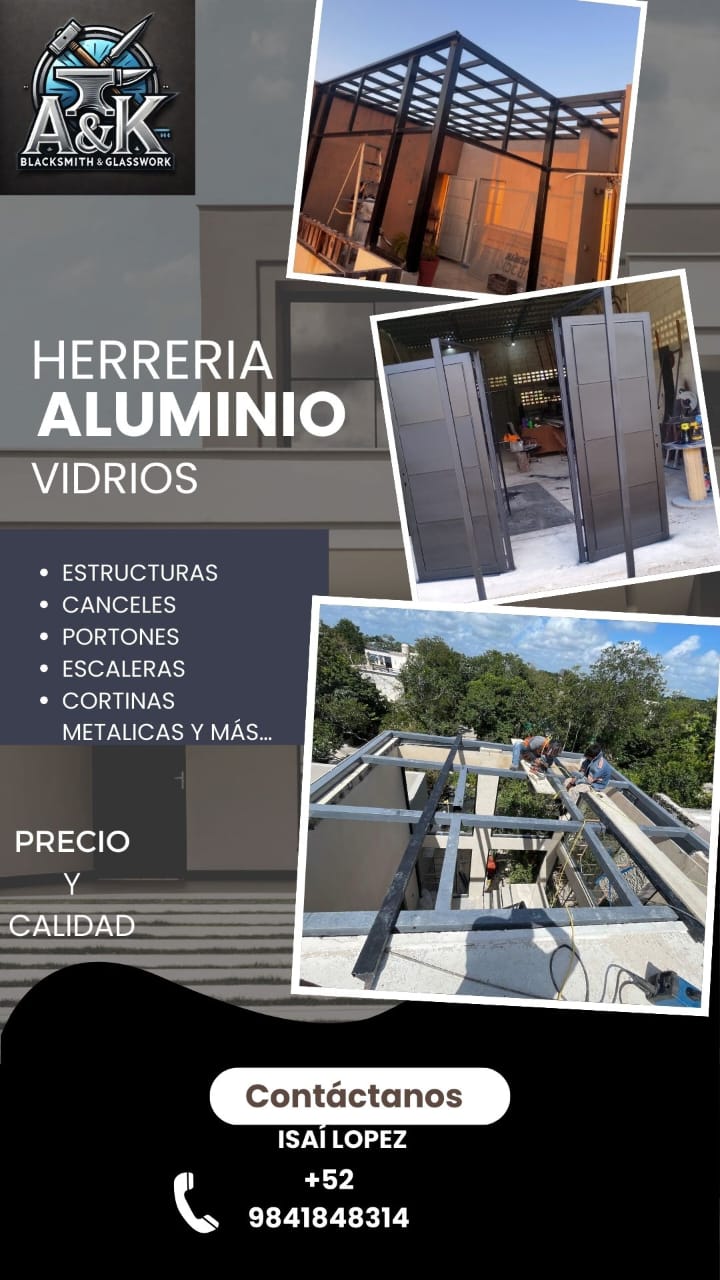 A&K
BLACKSMITH & GLASSWORK
HERRERIA
ALUMINIO
VIDRIOS
• ESTRUCTURAS
• CANCELES
• PORTONES
• ESCALERAS
• CORTINAS
METALICAS Y MÁS...
PRECIO
Y
CALIDAD
Contáctanos
ISAÍ LOPEZ
+52
9841848314